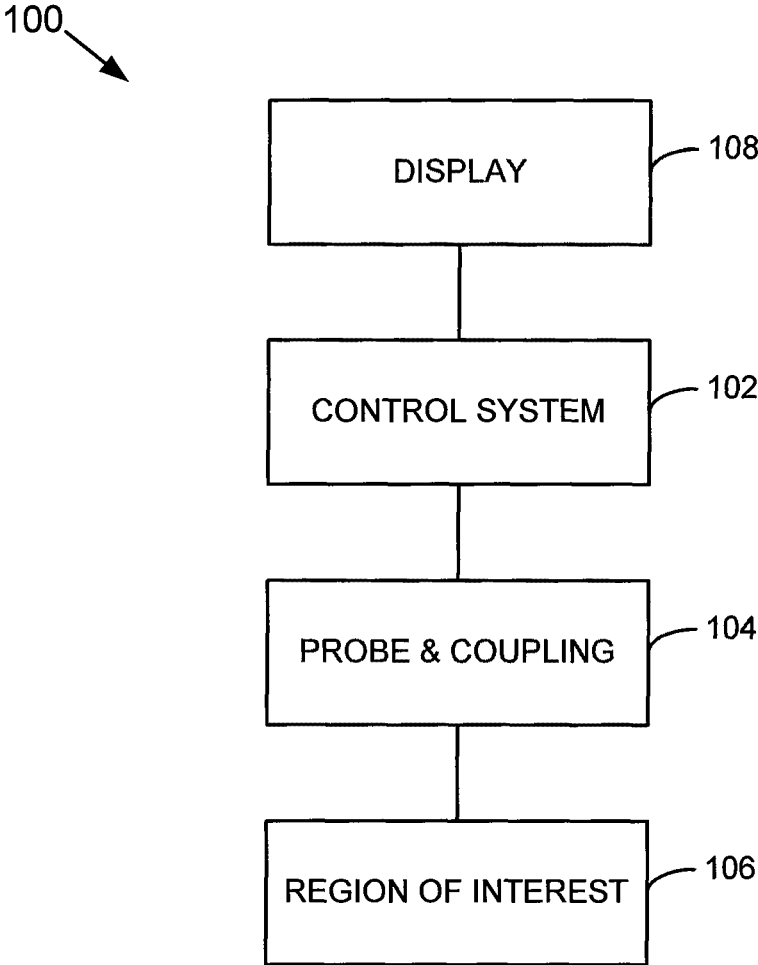 100
DISPLAY
108
CONTROL SYSTEM
102
PROBE & COUPLING
104
REGION OF INTEREST
106